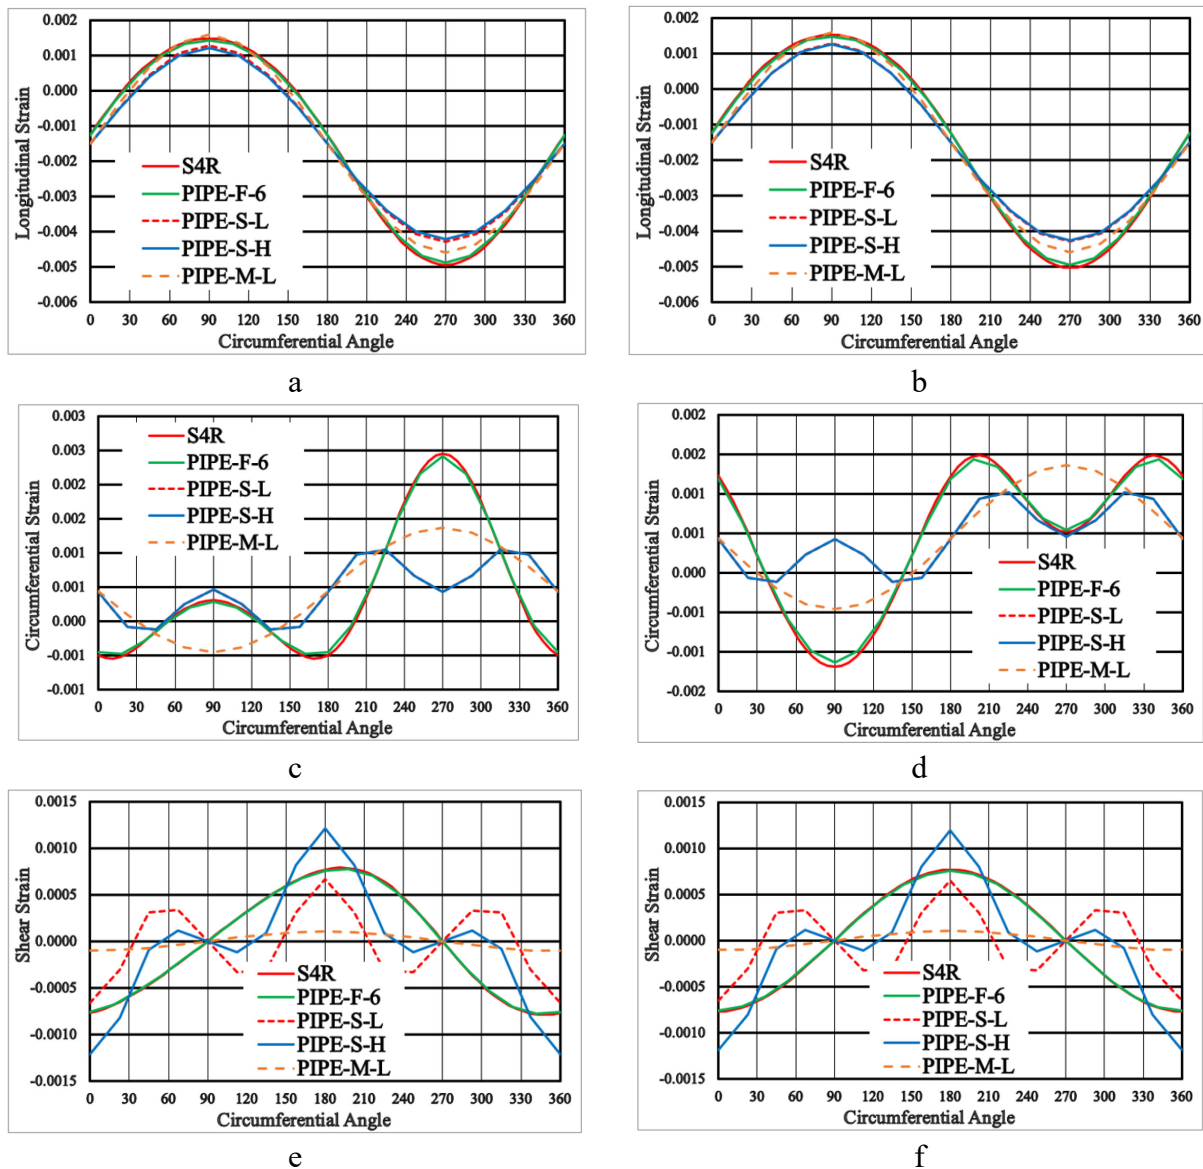 0.002
0.001
0.000
-0.001
-0.002
-0.003
-0.004
-0.005
-0.006
Longitudinal Strain
S4R
PIPE-F-6
PIPE-S-L
PIPE-S-H
PIPE-M-L
0 30 60 90 120 150 180 210 240 270 300 330 360
Circumferential Angle
a
0.002
0.001
0.000
-0.001
-0.002
-0.003
-0.004
-0.005
-0.006
Longitudinal Strain
S4R
PIPE-F-6
PIPE-S-L
PIPE-S-H
PIPE-M-L
0 30 60 90 120 150 180 210 240 270 300 330 360
Circumferential Angle
b
0.003
0.003
0.002
0.002
0.001
0.001
0.000
-0.001
-0.001
Circumferential Strain
S4R
PIPE-F-6
PIPE-S-L
PIPE-S-H
PIPE-M-L
0 30 60 90 120 150 180 210 240 270 300 330 360
Circumferential Angle
c
0.002
0.002
0.001
0.001
0.000
-0.001
-0.001
-0.002
Circumferential Strain
S4R
PIPE-F-6
PIPE-S-L
PIPE-S-H
PIPE-M-L
0 30 60 90 120 150 180 210 240 270 300 330 360
Circumferential Angle
d
0.0015
0.0010
0.0005
0.0000
-0.0005
-0.0010
-0.0015
Shear Strain
S4R
PIPE-F-6
PIPE-S-L
PIPE-S-H
PIPE-M-L
0 30 60 90 120 150 180 210 240 270 300 330 360
Circumferential Angle
e
0.0015
0.0010
0.0005
0.0000
-0.0005
-0.0010
-0.0015
Shear Strain
S4R
PIPE-F-6
PIPE-S-L
PIPE-S-H
PIPE-M-L
0 30 60 90 120 150 180 210 240 270 300 330 360
Circumferential Angle
f